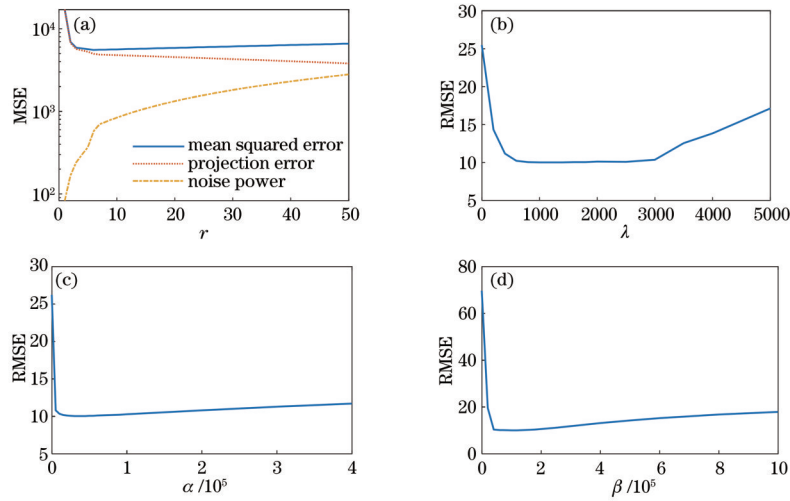 (a)
10⁴
10³
10²
MSE
mean squared error
projection error
noise power
1 10 20 30 40 50
r
(b)
30
25
20
15
10
5
RMSE
0 1000 2000 3000 4000 5000
λ
(c)
30
25
20
15
10
5
RMSE
0 1 2 3 4
α /10⁵
(d)
80
60
40
20
0
RMSE
0 2 4 6 8 10
β /10⁵